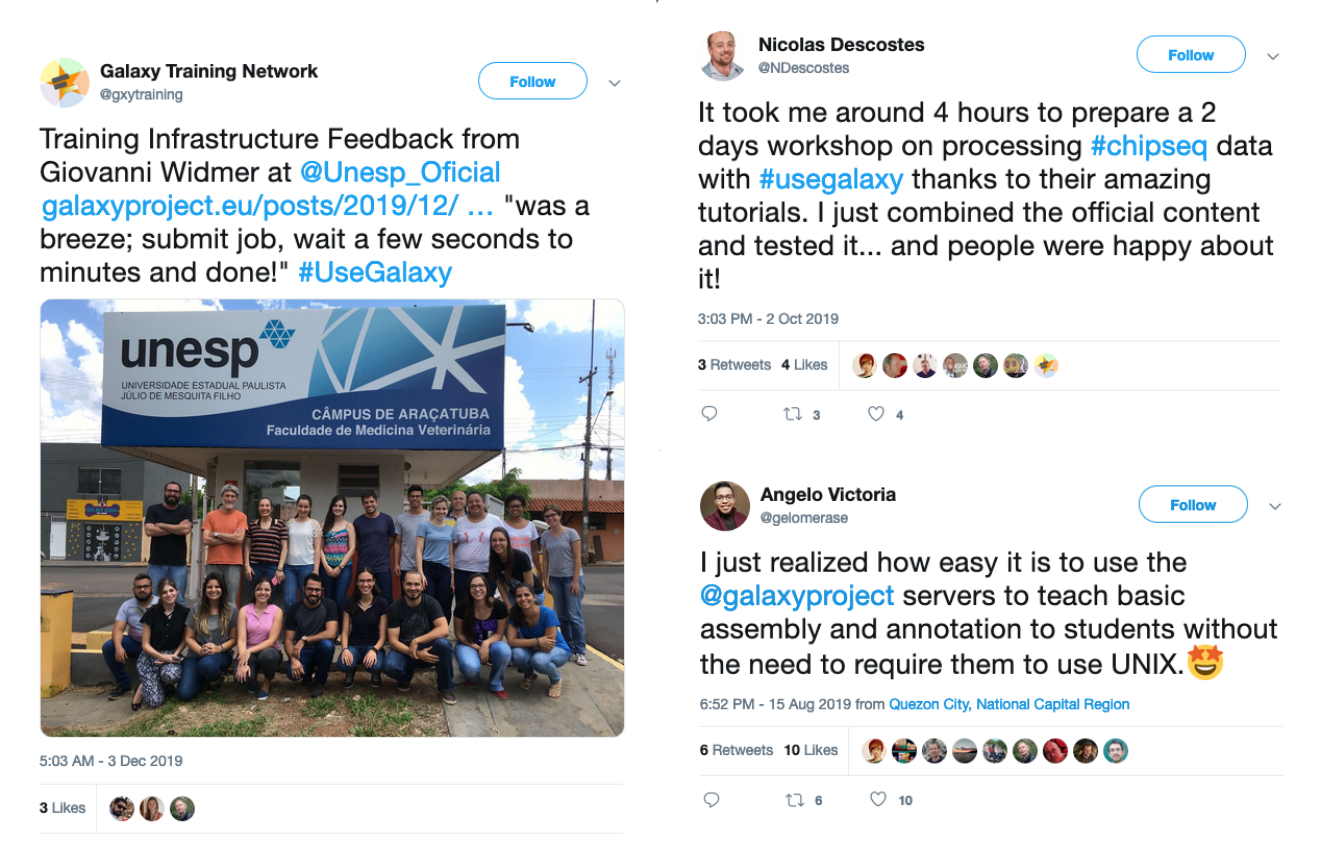 Galaxy Training Network
@gxytraining
Follow
Training Infrastructure Feedback from
Giovanni Widmer at @Unesp_Oficial
galaxyproject.eu/posts/2019/12/ ... "was a
breeze; submit job, wait a few seconds to
minutes and done!" #UseGalaxy
unesp
UNIVERSIDADE ESTADUAL PAULISTA
JÚLIO DE MESQUITA FILHO
CÂMPUS DE ARAÇATUBA
Faculdade de Medicina Veterinária
5:03 AM - 3 Dec 2019
3 Likes
Nicolas Descostes
@NDescostes
Follow
It took me around 4 hours to prepare a 2
days workshop on processing #chipseq data
with #usegalaxy thanks to their amazing
tutorials. I just combined the official content
and tested it... and people were happy about
it!
3:03 PM - 2 Oct 2019
3 Retweets 4 Likes
3 4
Angelo Victoria
@gelomerase
Follow
I just realized how easy it is to use the
@galaxyproject servers to teach basic
assembly and annotation to students without
the need to require them to use UNIX.🤩
6:52 PM - 15 Aug 2019 from Quezon City, National Capital Region
6 Retweets 10 Likes
6 10